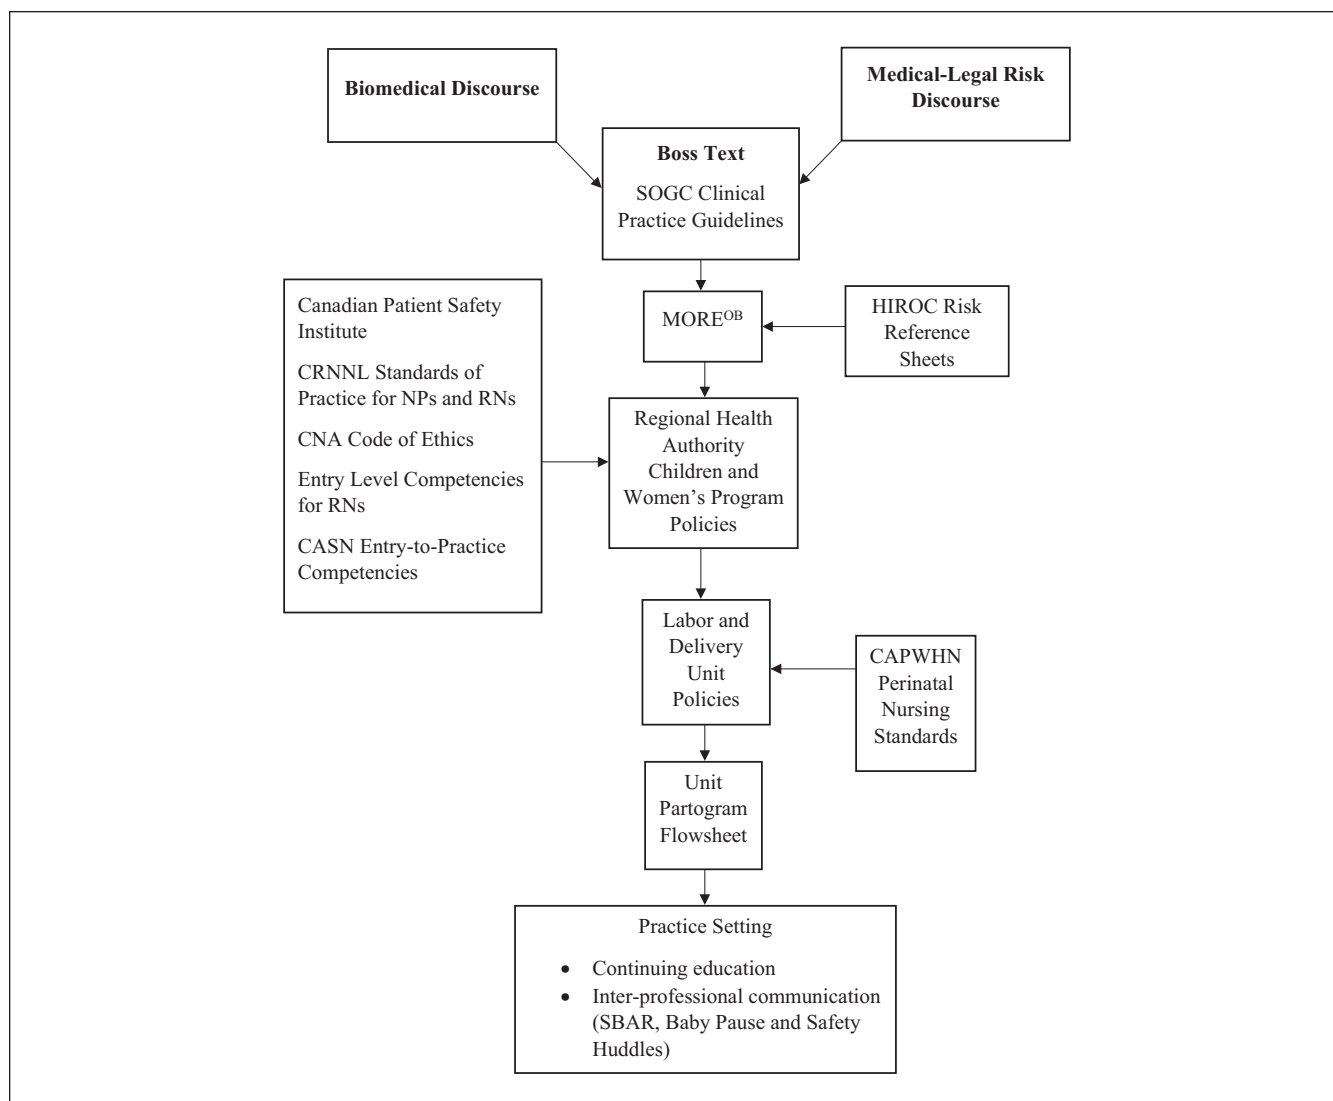 Biomedical Discourse
Medical-Legal Risk
Discourse
Boss Text
SOGC Clinical
Practice Guidelines
Canadian Patient Safety
Institute
CRNNL Standards of
Practice for NPs and RNs
CNA Code of Ethics
Entry Level Competencies
for RNs
CASN Entry-to-Practice
Competencies
MOREᴼᴮ
HIROC Risk
Reference
Sheets
Regional Health
Authority
Children and
Women’s Program
Policies
Labor and
Delivery
Unit
Policies
CAPWHN
Perinatal
Nursing
Standards
Unit
Partogram
Flowsheet
Practice Setting
• Continuing education
• Inter-professional communication
(SBAR, Baby Pause and Safety
Huddles)